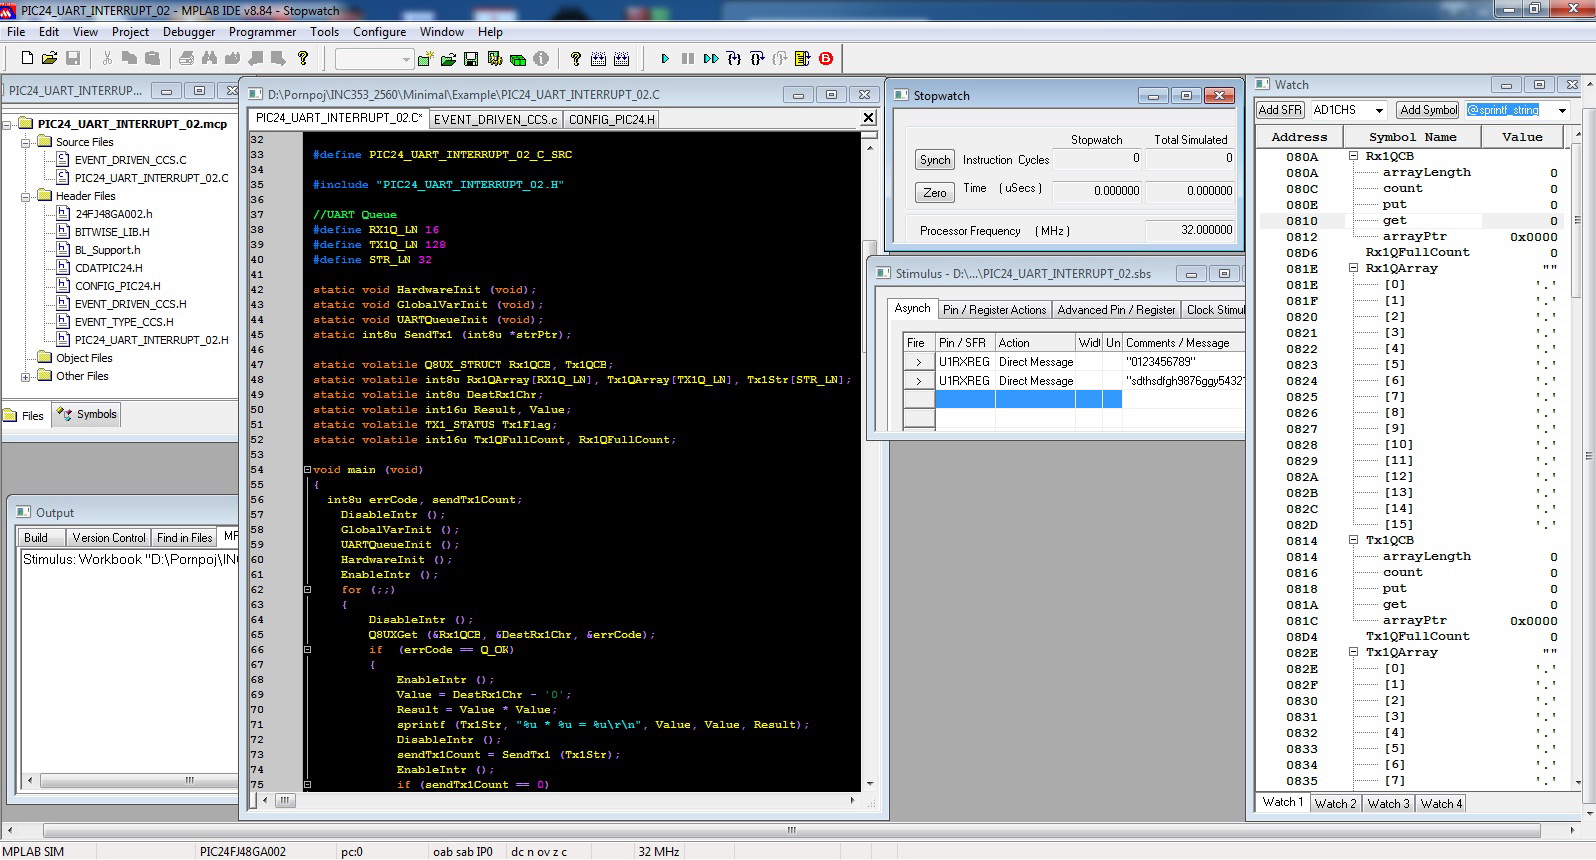 PIC24_UART_INTERRUPT_02 - MPLAB IDE v8.84 - Stopwatch
File Edit View Project Debugger Programmer Tools Configure Window Help
PIC24_UART_INTERRUP...
PIC24_UART_INTERRUPT_02.mcp
Source Files
EVENT_DRIVEN_CCS.C
PIC24_UART_INTERRUPT_02.C
Header Files
24FJ48GA002.h
BITWISE_LIB.H
BL_Support.h
CDATPIC24.H
CONFIG_PIC24.H
EVENT_DRIVEN_CCS.H
EVENT_TYPE_CCS.H
PIC24_UART_INTERRUPT_02.H
Object Files
Other Files
Files Symbols
Output
Build Version Control Find in Files MP
Stimulus: Workbook "D:\Pornpoj\INC
D:\Pornpoj\INC353_2560\Minimal\Example\PIC24_UART_INTERRUPT_02.C
PIC24_UART_INTERRUPT_02.C* EVENT_DRIVEN_CCS.c CONFIG_PIC24.H
32
33 #define PIC24_UART_INTERRUPT_02_C_SRC
34
35 #include "PIC24_UART_INTERRUPT_02.H"
36
37 //UART Queue
38 #define RX1Q_LN 16
39 #define TX1Q_LN 128
40 #define STR_LN 32
41
42 static void HardwareInit (void);
43 static void GlobalVarInit (void);
44 static void UARTQueueInit (void);
45 static int8u SendTx1 (int8u *strPtr);
46
47 static volatile Q8UX_STRUCT Rx1QCB, Tx1QCB;
48 static volatile int8u Rx1QArray[RX1Q_LN], Tx1QArray[TX1Q_LN], Tx1Str[STR_LN];
49 static volatile int8u DestRx1Chr;
50 static volatile int16u Result, Value;
51 static volatile TX1_STATUS Tx1Flag;
52 static volatile int16u Tx1QFullCount, Rx1QFullCount;
53
54 void main (void)
55 {
56 int8u errCode, sendTx1Count;
57 DisableIntr ();
58 GlobalVarInit ();
59 UARTQueueInit ();
60 HardwareInit ();
61 EnableIntr ();
62 for (;;)
63 {
64 DisableIntr ();
65 Q8UXGet (&Rx1QCB, &DestRx1Chr, &errCode);
66 if (errCode == Q_OK)
67 {
68 EnableIntr ();
69 Value = DestRx1Chr - '0';
70 Result = Value * Value;
71 sprintf (Tx1Str, "%u * %u = %u\r\n", Value, Value, Result);
72 DisableIntr ();
73 sendTx1Count = SendTx1 (Tx1Str);
74 EnableIntr ();
75 if (sendTx1Count == 0)
Stopwatch
Stopwatch Total Simulated
Synch Instruction Cycles 0 0
Zero Time (uSecs) 0.000000 0.000000
Processor Frequency (MHz) 32.000000
Stimulus - D:\...\PIC24_UART_INTERRUPT_02.sbs
Asynch Pin / Register Actions Advanced Pin / Register Clock Stimul
Fire Pin / SFR Action Widt Un Comments / Message
> U1RXREG Direct Message "0123456789"
> U1RXREG Direct Message "sdthsdfgh9876ggy54321
Watch
Add SFR AD1CHS Add Symbol @sprintf_string
Address Symbol Name Value
080A Rx1QCB
080A arrayLength 0
080C count 0
080E put 0
0810 get 0
0812 arrayPtr 0x0000
08D6 Rx1QFullCount 0
081E Rx1QArray ""
081E [0] '.'
081F [1] '.'
0820 [2] '.'
0821 [3] '.'
0822 [4] '.'
0823 [5] '.'
0824 [6] '.'
0825 [7] '.'
0826 [8] '.'
0827 [9] '.'
0828 [10] '.'
0829 [11] '.'
082A [12] '.'
082B [13] '.'
082C [14] '.'
082D [15] '.'
0814 Tx1QCB
0814 arrayLength 0
0816 count 0
0818 put 0
081A get 0
081C arrayPtr 0x0000
08D4 Tx1QFullCount 0
082E Tx1QArray ""
082E [0] '.'
082F [1] '.'
0830 [2] '.'
0831 [3] '.'
0832 [4] '.'
0833 [5] '.'
0834 [6] '.'
0835 [7] '.'
Watch 1 Watch 2 Watch 3 Watch 4
MPLAB SIM PIC24FJ48GA002 pc:0 oab sab IP0 dc n ov z c 32 MHz